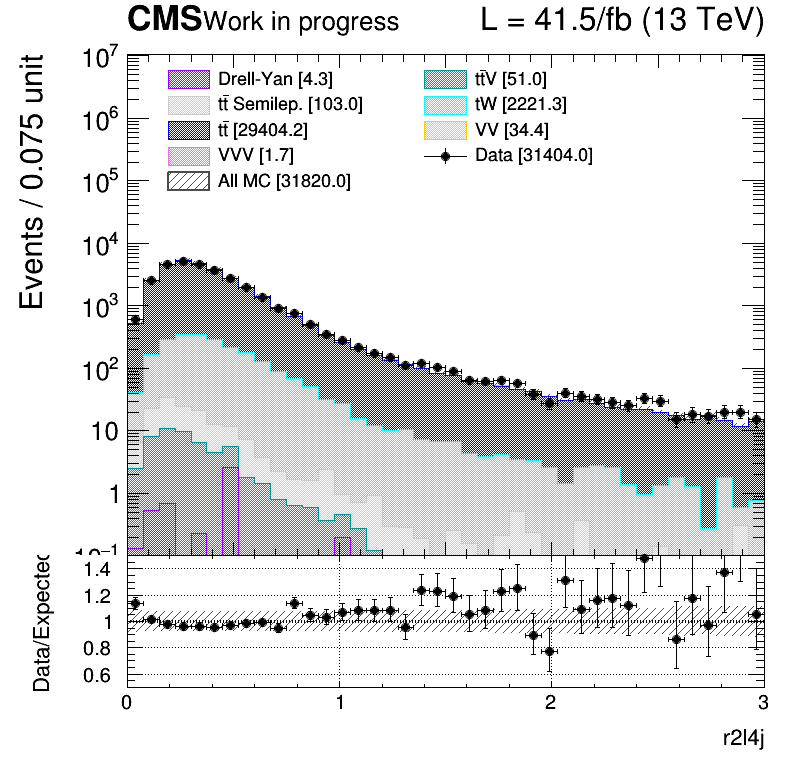 CMS Work in progress L = 41.5/fb (13 TeV)
Events / 0.075 unit
10⁷
10⁶
10⁵
10⁴
10³
10²
10
1
10⁻¹
Drell-Yan [4.3]
tt̄V [51.0]
tt̄ Semilep. [103.0]
tW [2221.3]
tt̄ [29404.2]
VV [34.4]
VVV [1.7]
Data [31404.0]
All MC [31820.0]
Data/Expected
1.4
1.2
1
0.8
0.6
0 1 2 3
r2l4j